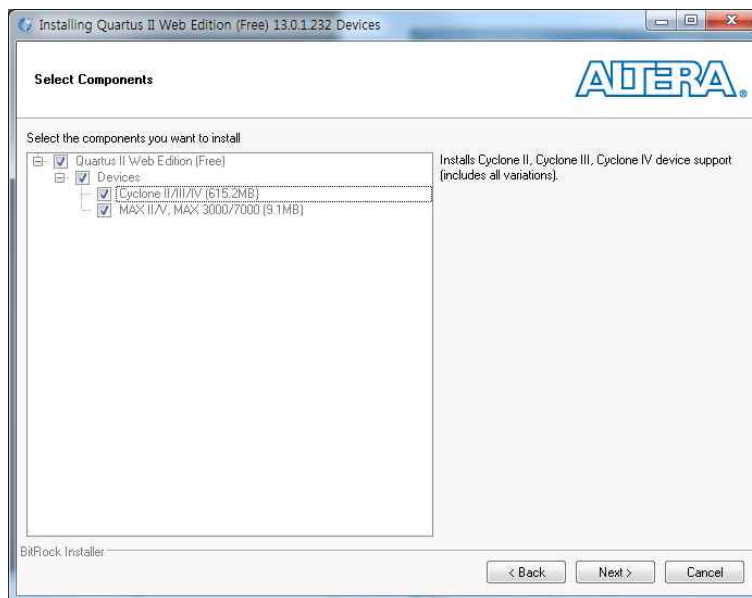 Installing Quartus II Web Edition (Free) 13.0.1.232 Devices
Select Components
ALTERA®
Select the components you want to install
Quartus II Web Edition (Free)
Devices
Cyclone II/III/IV (615.2MB)
MAX II/V, MAX 3000/7000 (9.1MB)
Installs Cyclone II, Cyclone III, Cyclone IV device support
(includes all variations).
BitRock Installer
< Back
Next >
Cancel